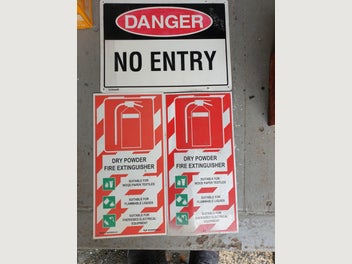 DANGER
NO ENTRY
DRY POWDER
FIRE EXTINGUISHER
SUITABLE FOR
WOOD PAPER TEXTILES
SUITABLE FOR
FLAMMABLE LIQUIDS
SUITABLE FOR
ENERGISED ELECTRICAL
EQUIPMENT
DRY POWDER
FIRE EXTINGUISHER
SUITABLE FOR
WOOD PAPER TEXTILES
SUITABLE FOR
FLAMMABLE LIQUIDS
SUITABLE FOR
ENERGISED ELECTRICAL
EQUIPMENT